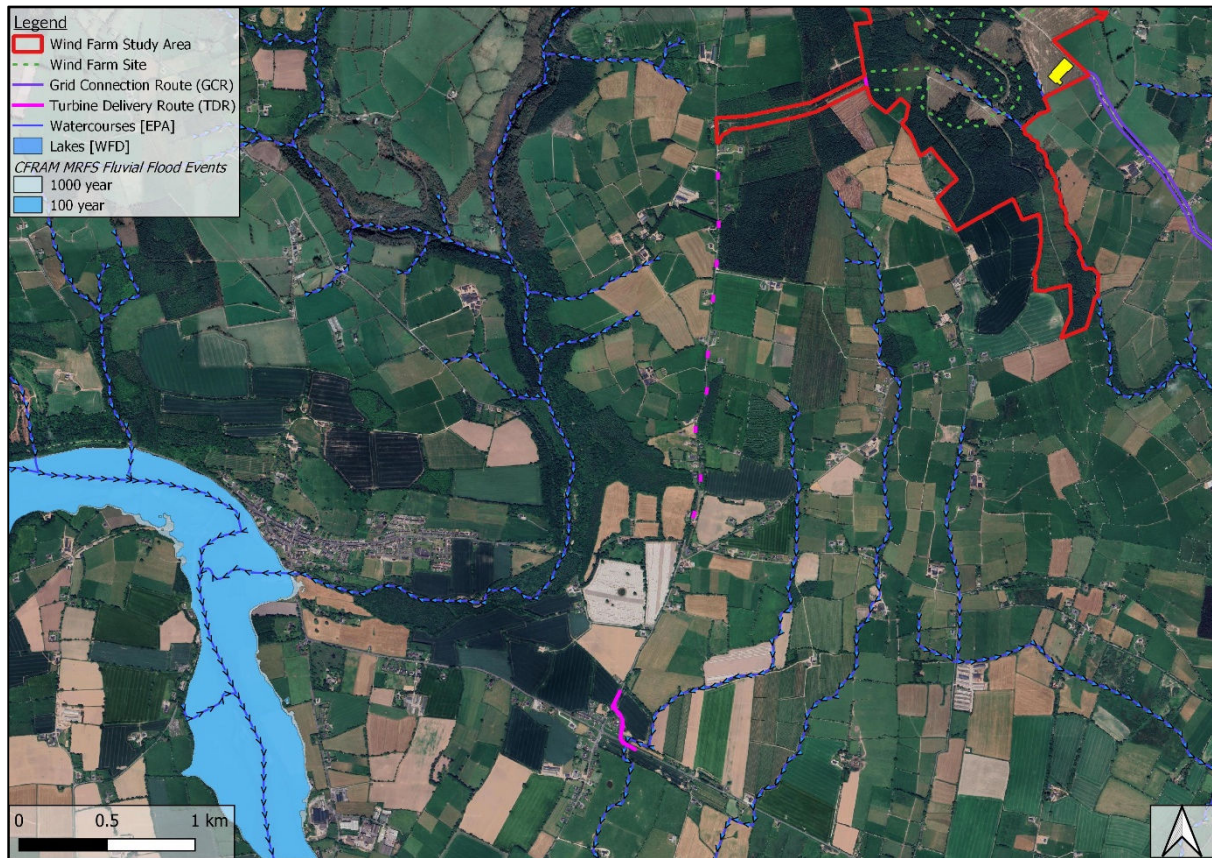 Legend
Wind Farm Study Area
Wind Farm Site
Grid Connection Route (GCR)
Turbine Delivery Route (TDR)
Watercourses [EPA]
Lakes [WFD]
CFRAM MRFS Fluvial Flood Events
1000 year
100 year
0 0.5 1 km